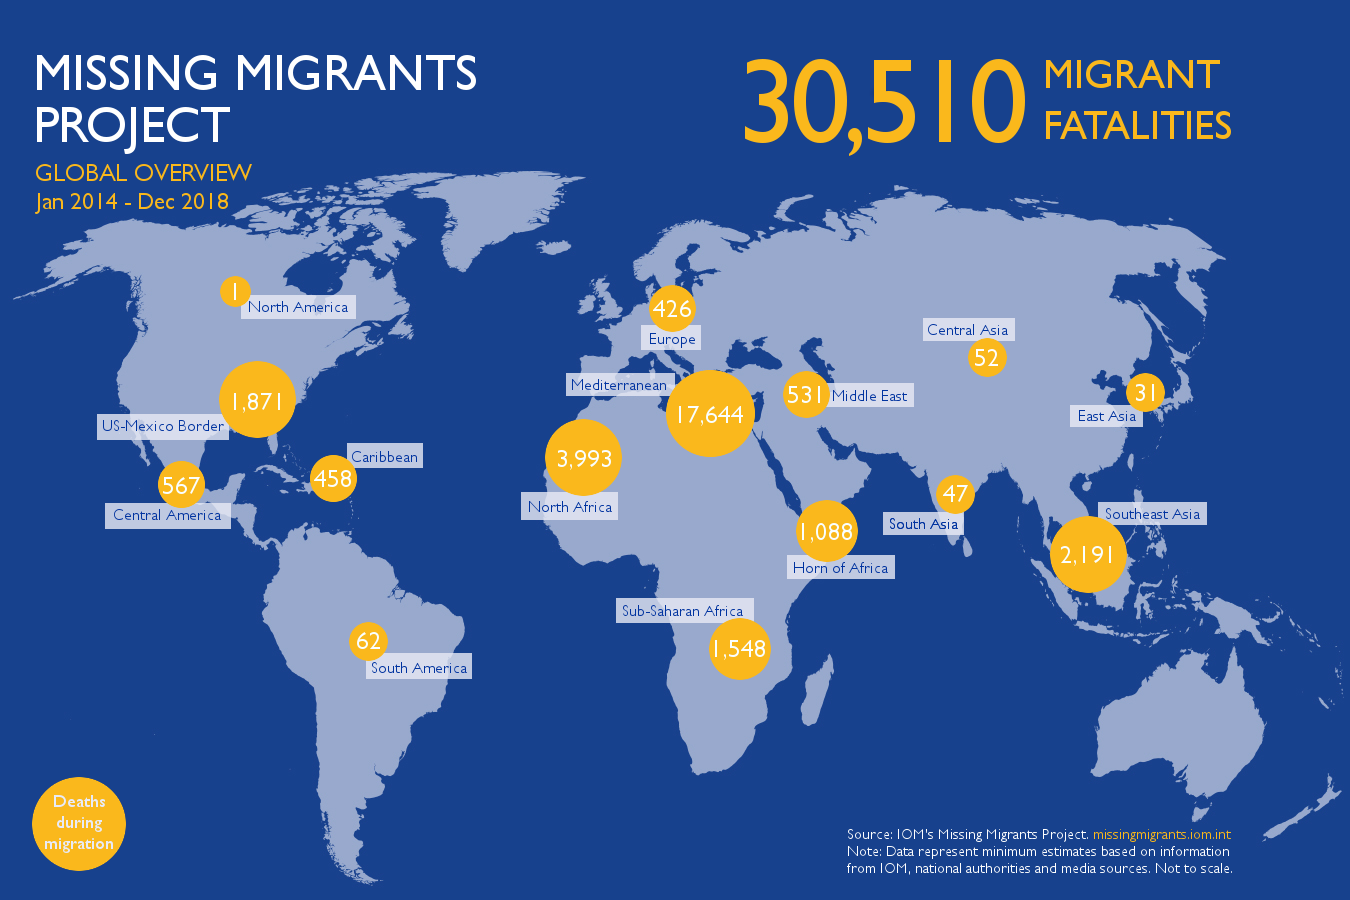 MISSING MIGRANTS
PROJECT
GLOBAL OVERVIEW
Jan 2014 - Dec 2018
30,510
MIGRANT
FATALITIES
1
North America
1,871
US-Mexico Border
567
Central America
458
Caribbean
62
South America
426
Europe
Mediterranean
17,644
3,993
North Africa
531
Middle East
1,088
Horn of Africa
Sub-Saharan Africa
1,548
Central Asia
52
31
East Asia
47
South Asia
Southeast Asia
2,191
Deaths
during
migration
Source: IOM's Missing Migrants Project. missingmigrants.iom.int
Note: Data represent minimum estimates based on information
from IOM, national authorities and media sources. Not to scale.